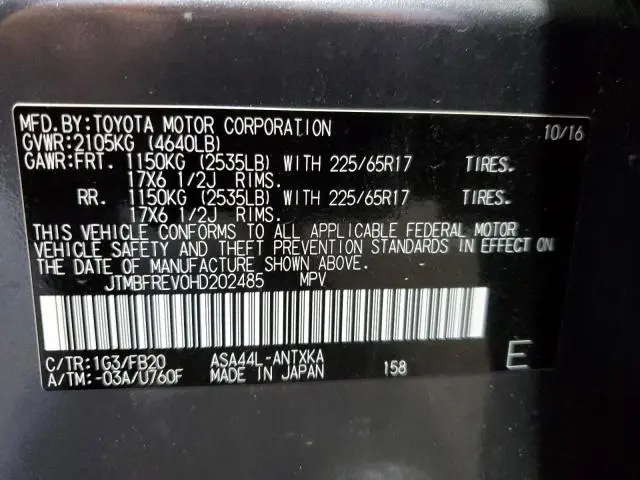 MFD.BY:TOYOTA MOTOR CORPORATION 10/16
GVWR:2105KG (4640LB)
GAWR:FRT. 1150KG (2535LB) WITH 225/65R17 TIRES.
17X6 1/2J RIMS.
RR. 1150KG (2535LB) WITH 225/65R17 TIRES.
17X6 1/2J RIMS.
THIS VEHICLE CONFORMS TO ALL APPLICABLE FEDERAL MOTOR
VEHICLE SAFETY AND THEFT PREVENTION STANDARDS IN EFFECT ON
THE DATE OF MANUFACTURE SHOWN ABOVE.
JTMBFREV0HD202485 MPV
C/TR:1G3/FB20 ASA44L-ANTXKA
A/TM:-03A/U760F MADE IN JAPAN 158 E